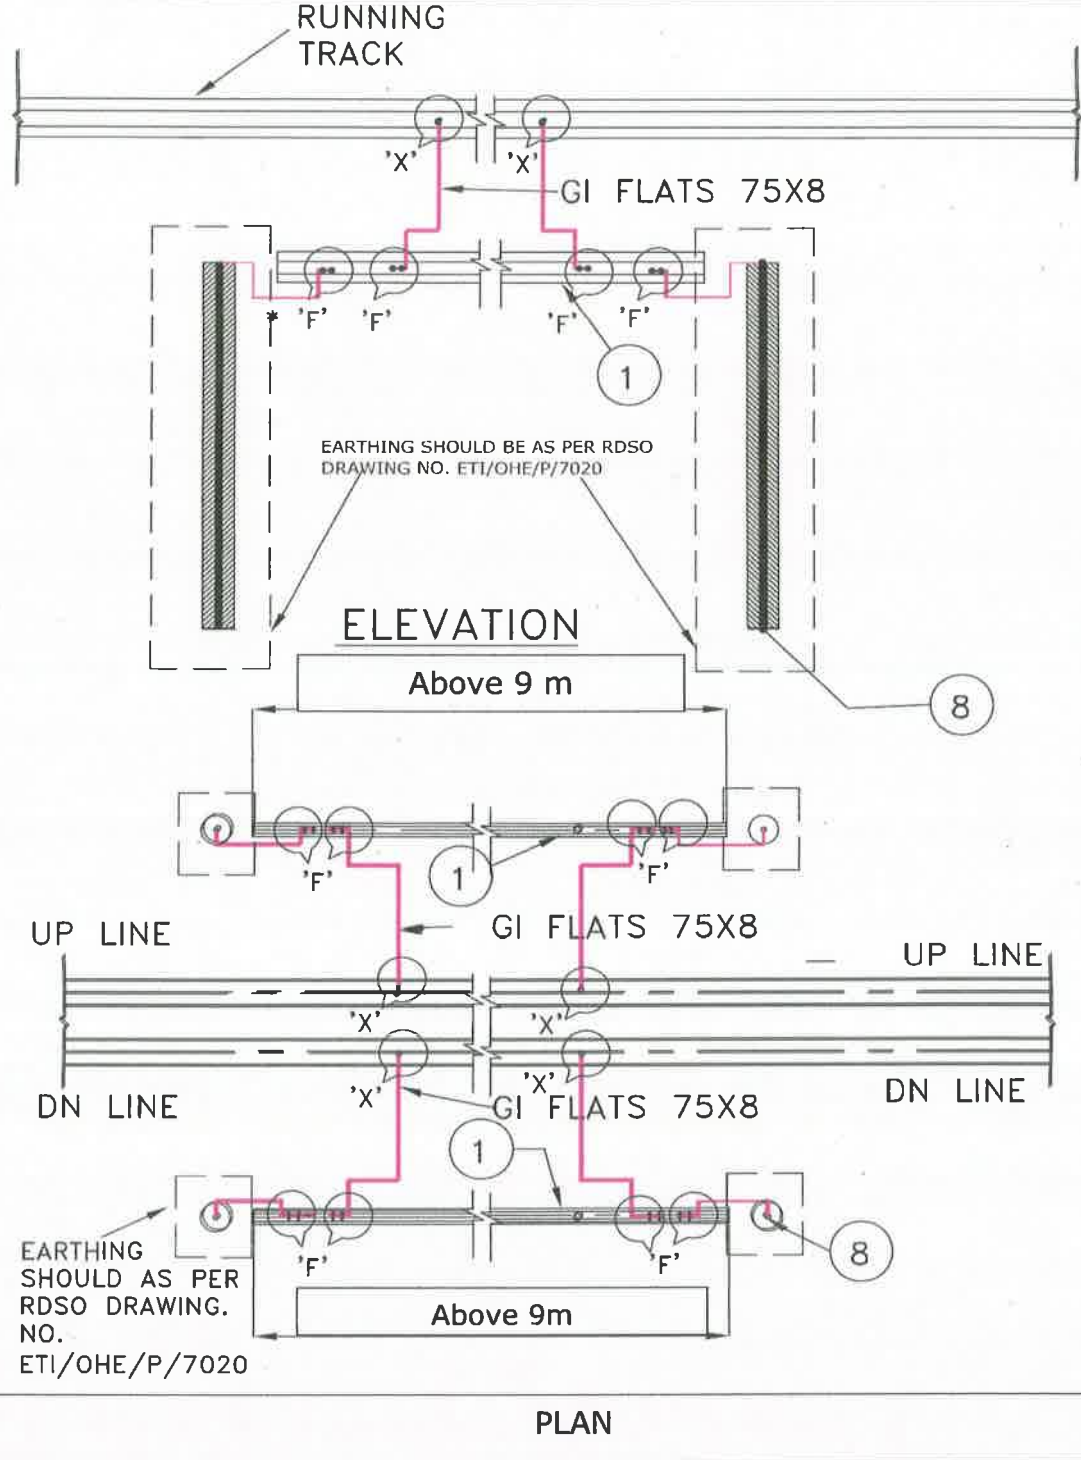 RUNNING
TRACK
'X'
'X'
GI FLATS 75X8
* 'F'
'F'
'F'
'F'
1
EARTHING SHOULD BE AS PER RDSO
DRAWING NO. ETI/OHE/P/7020
ELEVATION
Above 9 m
8
'F'
1
'F'
UP LINE
GI FLATS 75X8
UP LINE
'X'
'X'
DN LINE
'X'
'X'
GI FLATS 75X8
DN LINE
1
EARTHING
SHOULD AS PER
RDSO DRAWING.
NO.
ETI/OHE/P/7020
'F'
'F'
8
Above 9m
PLAN